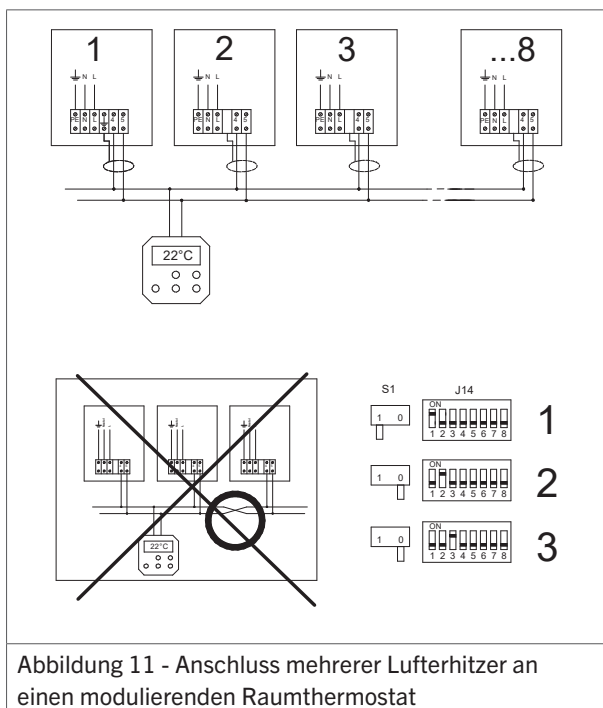 1 2 3 ...8
N L N L N L N L
PE N L 4 5 PE N L 4 5 PE N L 4 5 PE N L 4 5
22°C
S1 J14
1 0 ON 1 2 3 4 5 6 7 8 1
1 0 ON 1 2 3 4 5 6 7 8 2
1 0 ON 1 2 3 4 5 6 7 8 3
22°C
Abbildung 11 - Anschluss mehrerer Lufterhitzer an
einen modulierenden Raumthermostat